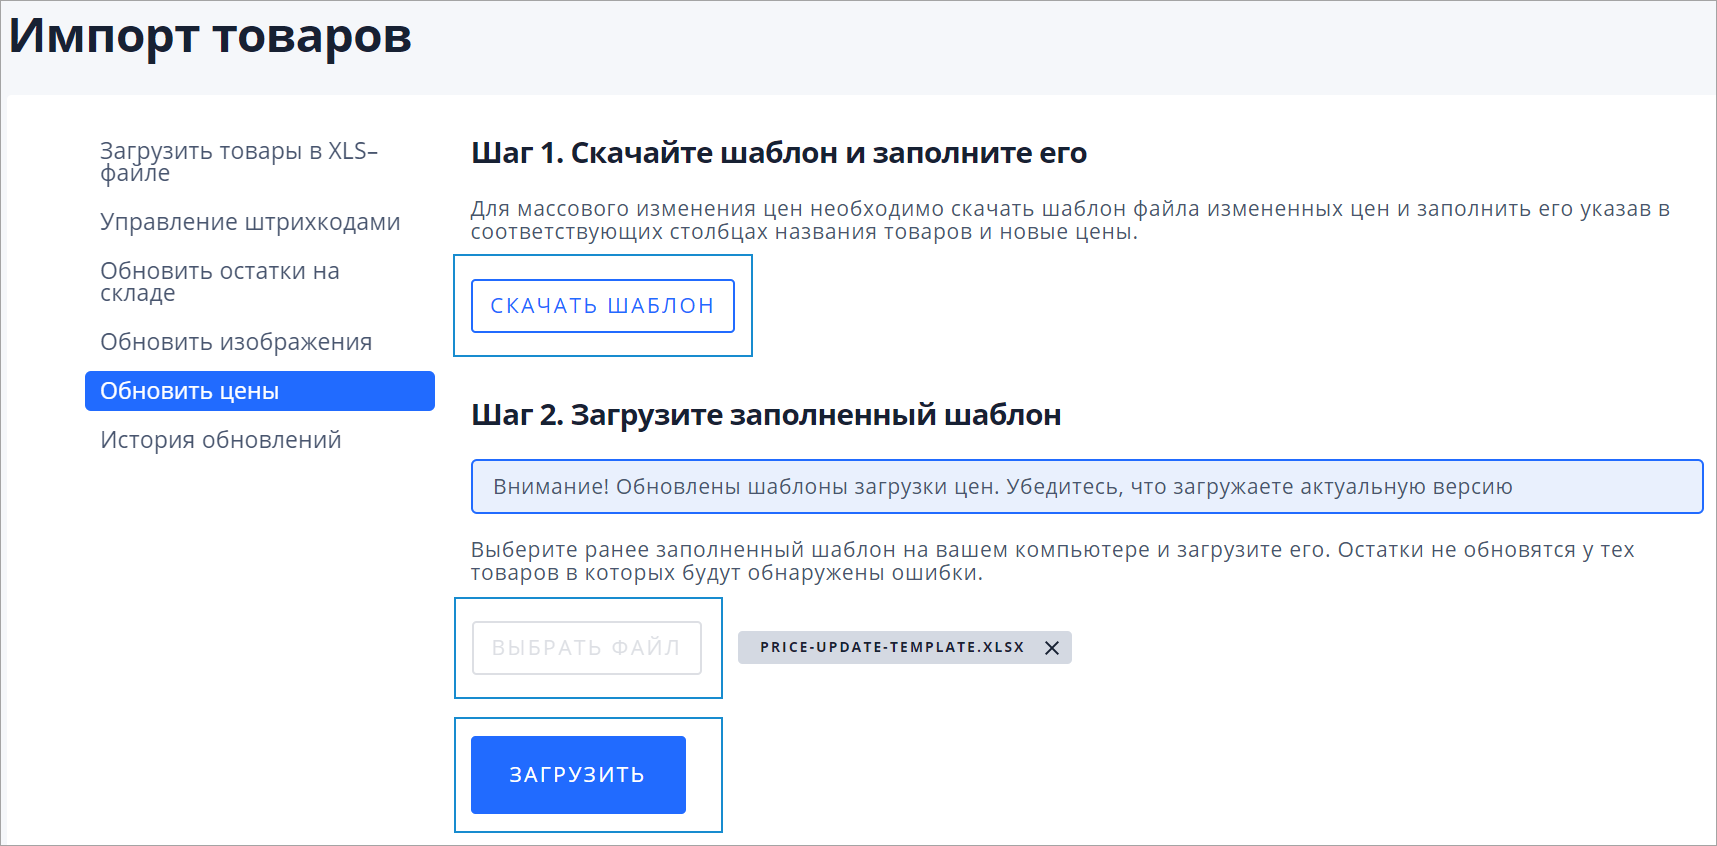 Импорт товаров
Загрузить товары в XLS–
файле
Управление штрихкодами
Обновить остатки на
складе
Обновить изображения
Обновить цены
История обновлений
Шаг 1. Скачайте шаблон и заполните его
Для массового изменения цен необходимо скачать шаблон файла измененных цен и заполнить его указав в
соответствующих столбцах названия товаров и новые цены.
СКАЧАТЬ ШАБЛОН
Шаг 2. Загрузите заполненный шаблон
Внимание! Обновлены шаблоны загрузки цен. Убедитесь, что загружаете актуальную версию
Выберите ранее заполненный шаблон на вашем компьютере и загрузите его. Остатки не обновятся у тех
товаров в которых будут обнаружены ошибки.
ВЫБРАТЬ ФАЙЛ
PRICE-UPDATE-TEMPLATE.XLSX
ЗАГРУЗИТЬ